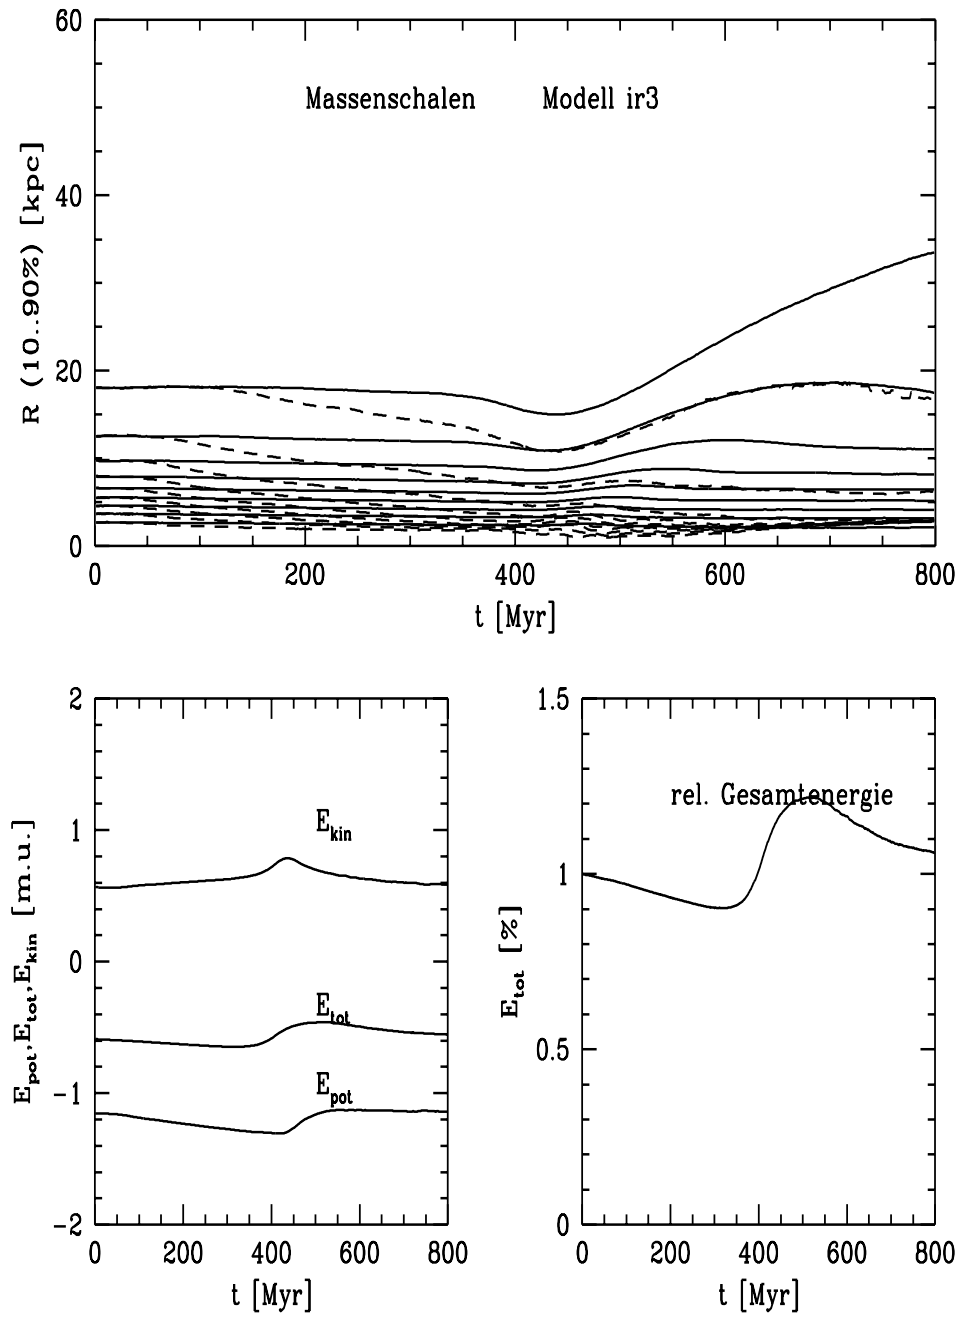 60
Massenschalen Modell ir3
R (10..90%) [kpc]
40
20
0
0 200 400 600 800
t [Myr]
2
1
0
-1
-2
E_pot,E_tot,E_kin [m.u.]
E_kin
E_tot
E_pot
0 200 400 600 800
t [Myr]
1.5
rel. Gesamtenergie
1
E_tot [%]
0.5
0
0 200 400 600 800
t [Myr]